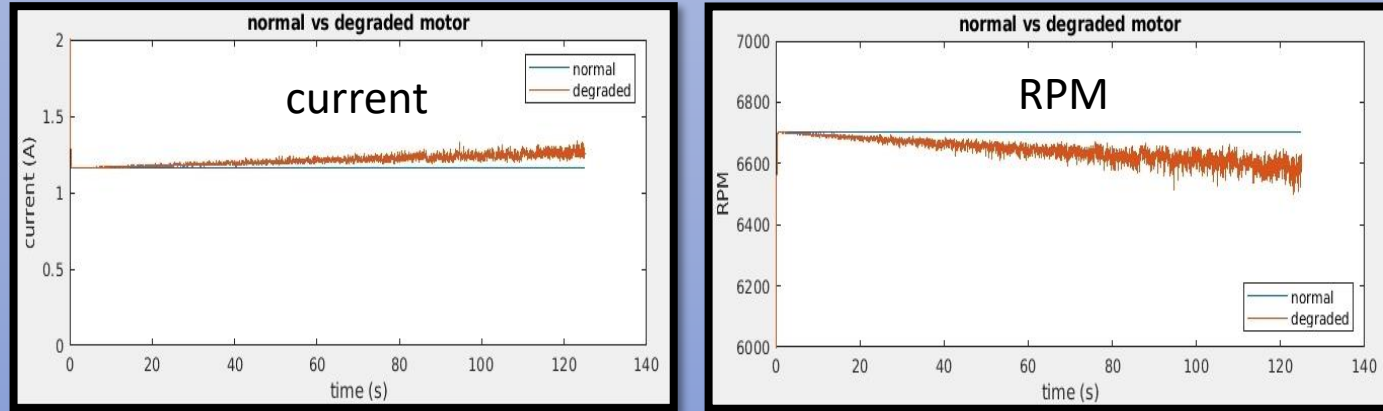 normal vs degraded motor
current
normal
degraded
current (A)
2
1.5
1
0.5
0
0 20 40 60 80 100 120 140
time (s)
normal vs degraded motor
RPM
RPM
7000
6800
6600
6400
6200
6000
normal
degraded
0 20 40 60 80 100 120 140
time (s)